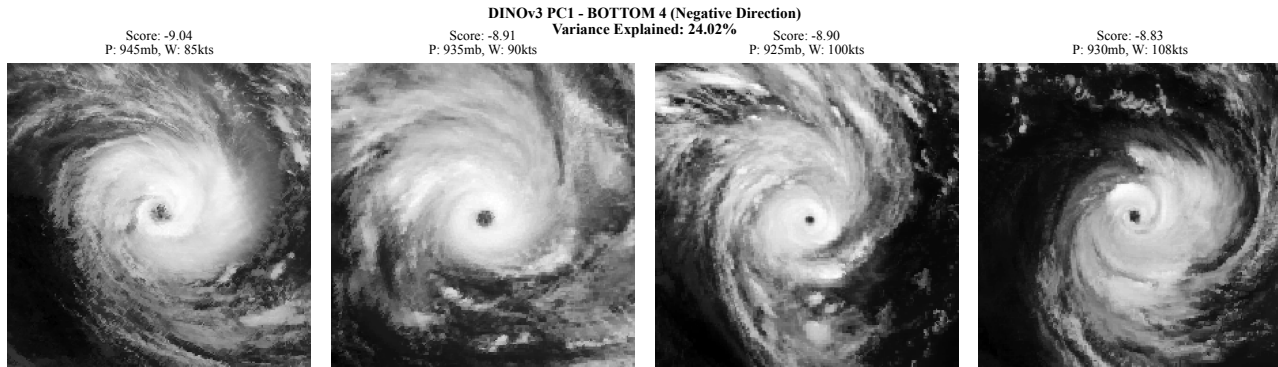 DINOv3 PC1 - BOTTOM 4 (Negative Direction)
Variance Explained: 24.02%
Score: -9.04
P: 945mb, W: 85kts
Score: -8.91
P: 935mb, W: 90kts
Score: -8.90
P: 925mb, W: 100kts
Score: -8.83
P: 930mb, W: 108kts